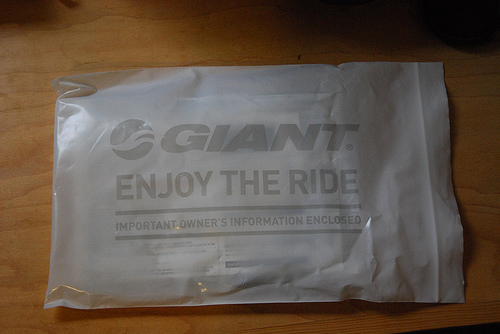 GIANT®
ENJOY THE RIDE
IMPORTANT OWNER'S INFORMATION ENCLOSED